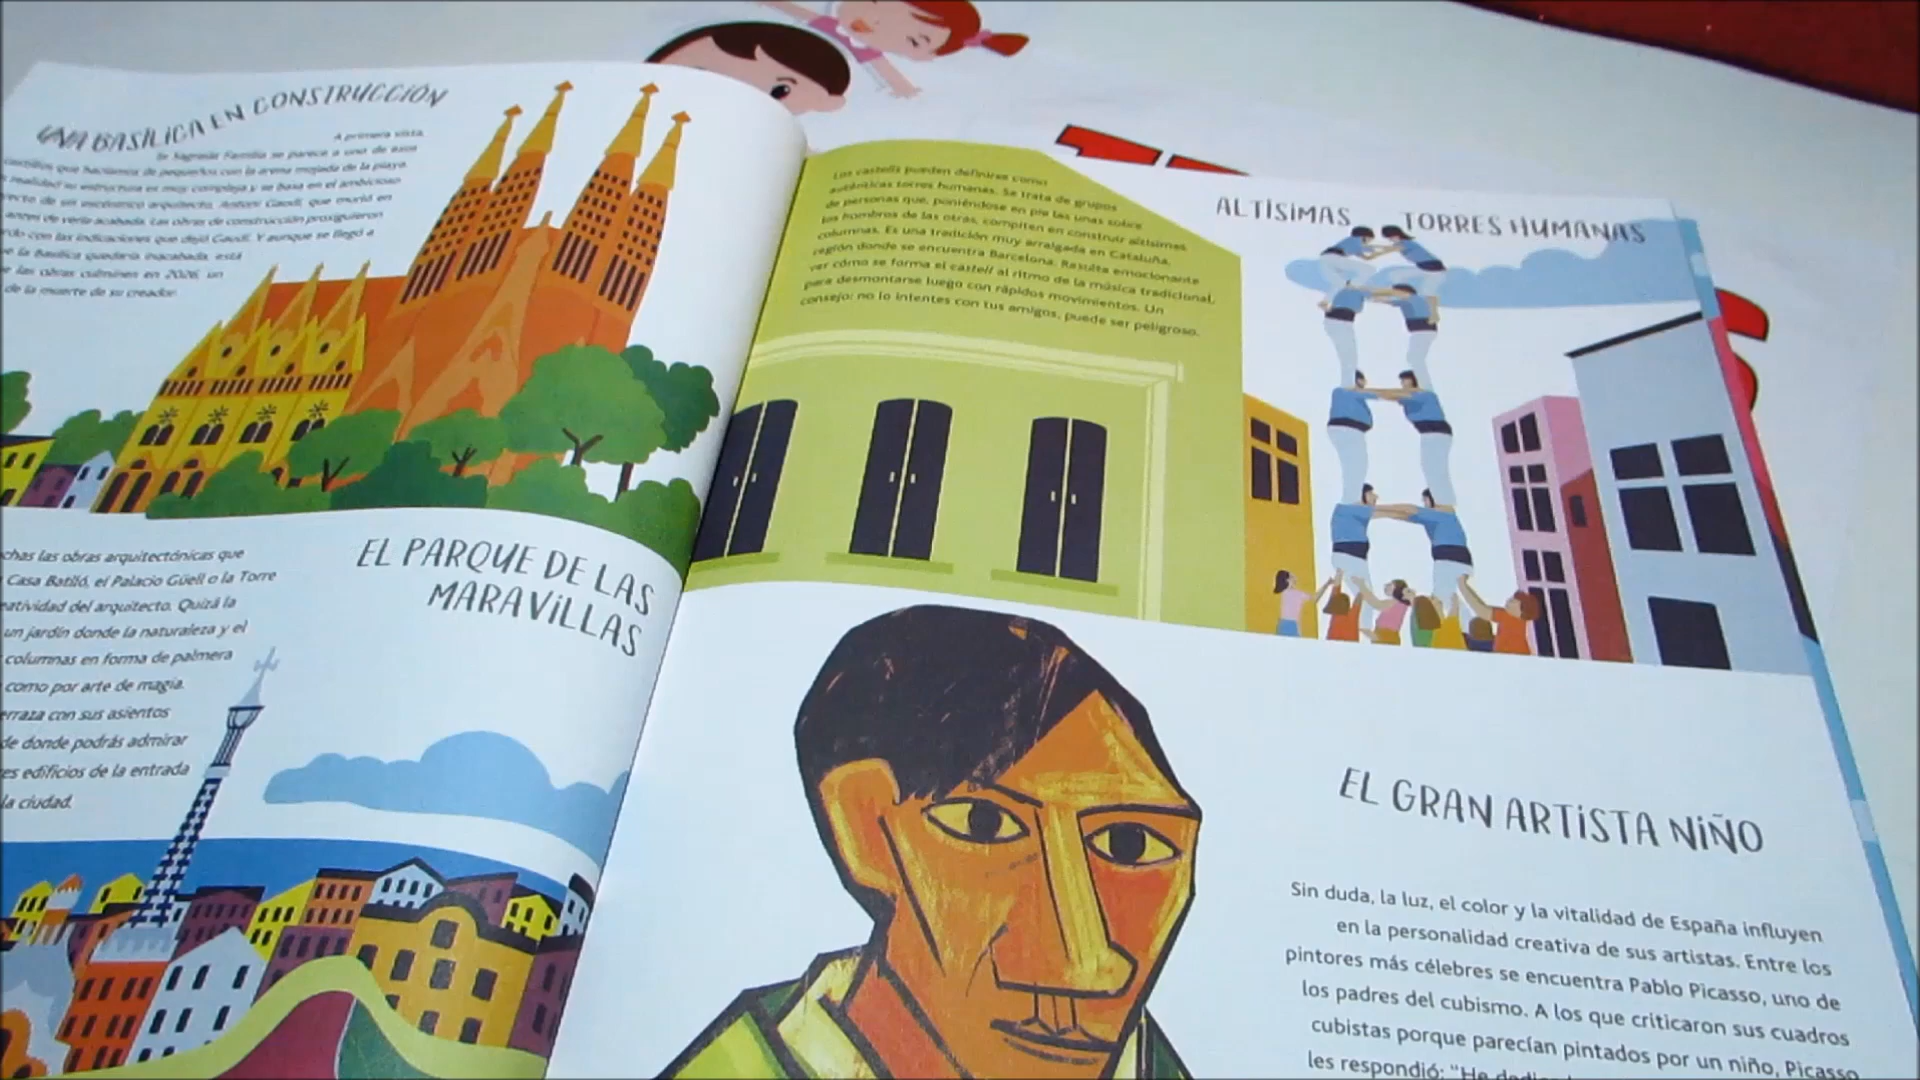 UNA BASÍLICA EN CONSTRUCCIÓN
A primera vista,
la Sagrada Familia se parece a uno de esos
castillos que hacíamos de pequeños con la arena mojada de la playa.
realidad su estructura es muy compleja y se basa en el ambicioso
yecto de un excéntrico arquitecto, Antoni Gaudí, que murió en
antes de verla acabada. Las obras de construcción prosiguieron
con las indicaciones que dejó Gaudí. Y aunque se llegó a
la Basílica quedaría inacabada, está
las obras culminen en 2026, un
de la muerte de su creador.
chas las obras arquitectónicas que
Casa Batlló, el Palacio Güell o la Torre
eatividad del arquitecto. Quizá la
un jardín donde la naturaleza y el
columnas en forma de palmera
como por arte de magia.
erraza con sus asientos
de donde podrás admirar
es edificios de la entrada
la ciudad.
EL PARQUE DE LAS
MARAVILLAS
Los castells pueden definirse como
auténticas torres humanas. Se trata de grupos
de personas que, poniéndose en pie las unas sobre
los hombros de las otras, compiten en construir altísimas
columnas. Es una tradición muy arraigada en Cataluña,
región donde se encuentra Barcelona. Resulta emocionante
ver cómo se forma el castell al ritmo de la música tradicional,
para desmontarse luego con rápidos movimientos. Un
consejo: no lo intentes con tus amigos, puede ser peligroso.
ALTÍSIMAS TORRES HUMANAS
EL GRAN ARTISTA NIÑO
Sin duda, la luz, el color y la vitalidad de España influyen
en la personalidad creativa de sus artistas. Entre los
pintores más célebres se encuentra Pablo Picasso, uno de
los padres del cubismo. A los que criticaron sus cuadros
cubistas porque parecían pintados por un niño, Picasso
les respondió: "He